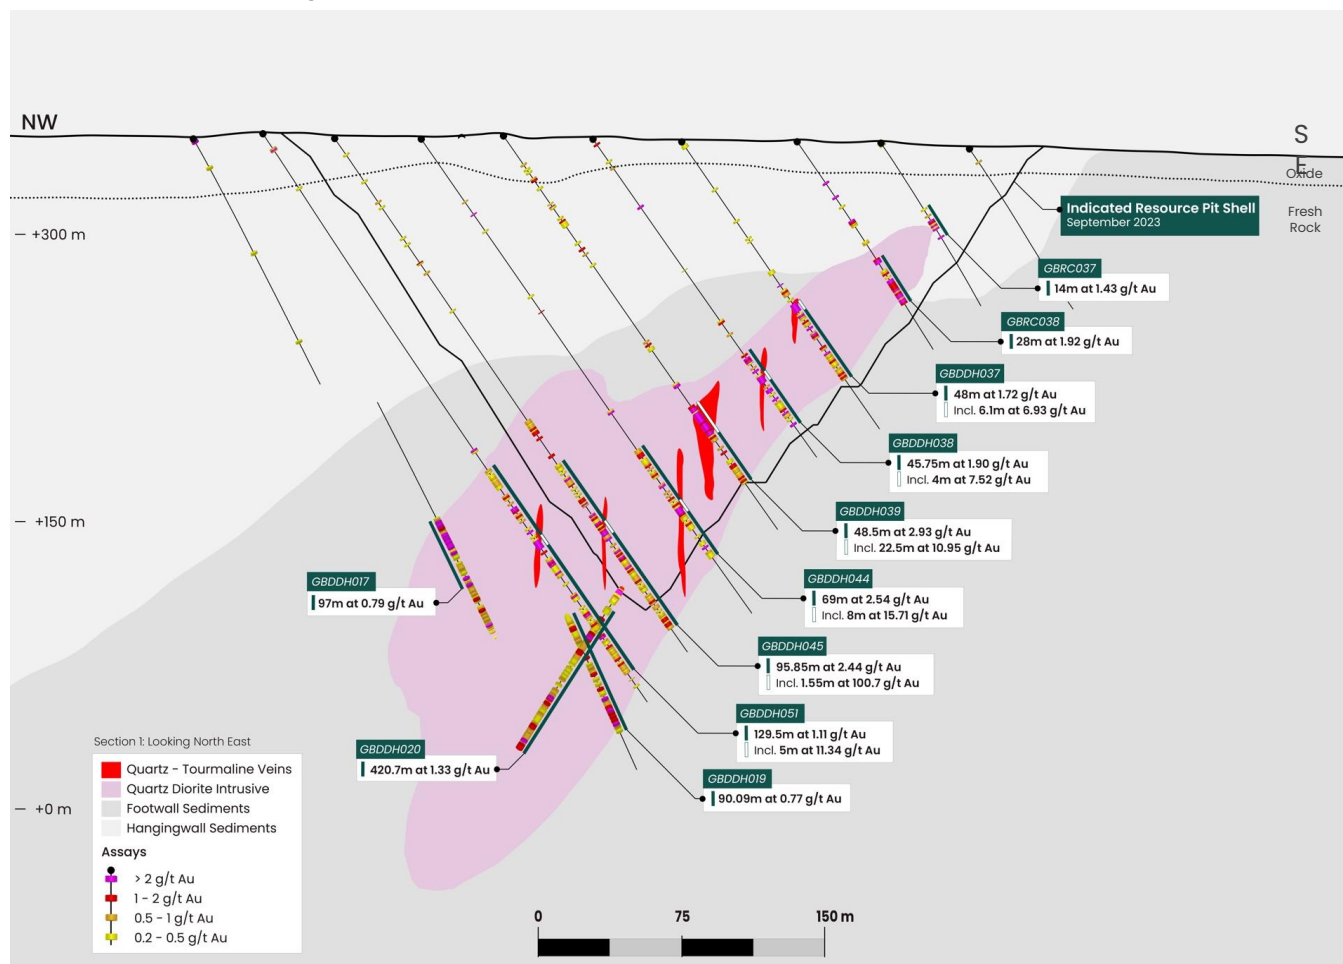 NW
S
E
Oxide
Fresh
Rock
Indicated Resource Pit Shell
September 2023
+300 m
GBRC037
14m at 1.43 g/t Au
GBRC038
28m at 1.92 g/t Au
GBDDH037
48m at 1.72 g/t Au
Incl. 6.1m at 6.93 g/t Au
GBDDH038
45.75m at 1.90 g/t Au
Incl. 4m at 7.52 g/t Au
+150 m
GBDDH039
48.5m at 2.93 g/t Au
Incl. 22.5m at 10.95 g/t Au
GBDDH044
69m at 2.54 g/t Au
Incl. 8m at 15.71 g/t Au
GBDDH017
97m at 0.79 g/t Au
GBDDH045
95.85m at 2.44 g/t Au
Incl. 1.55m at 100.7 g/t Au
GBDDH051
129.5m at 1.11 g/t Au
Incl. 5m at 11.34 g/t Au
GBDDH020
420.7m at 1.33 g/t Au
GBDDH019
90.09m at 0.77 g/t Au
+0 m
Section 1: Looking North East
Quartz - Tourmaline Veins
Quartz Diorite Intrusive
Footwall Sediments
Hangingwall Sediments
Assays
> 2 g/t Au
1 - 2 g/t Au
0.5 - 1 g/t Au
0.2 - 0.5 g/t Au
0 75 150 m